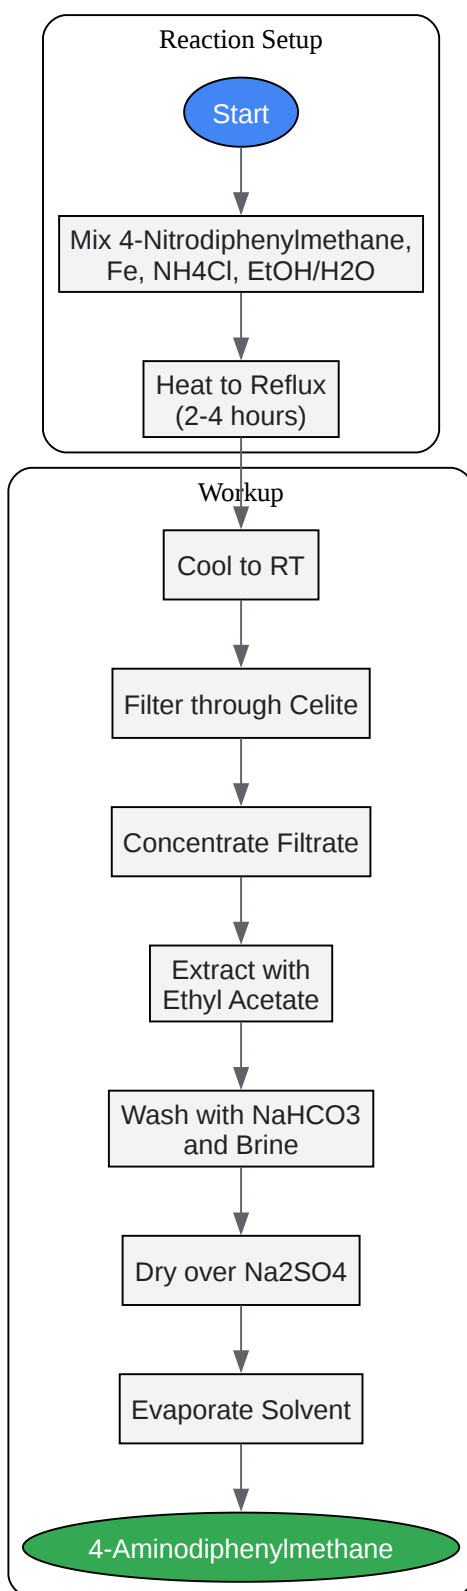 Reaction Setup
Start
Mix 4-Nitrodiphenylmethane,
Fe, NH4Cl, EtOH/H2O
Heat to Reflux
(2-4 hours)
Workup
Cool to RT
Filter through Celite
Concentrate Filtrate
Extract with
Ethyl Acetate
Wash with NaHCO3
and Brine
Dry over Na2SO4
Evaporate Solvent
4-Aminodiphenylmethane